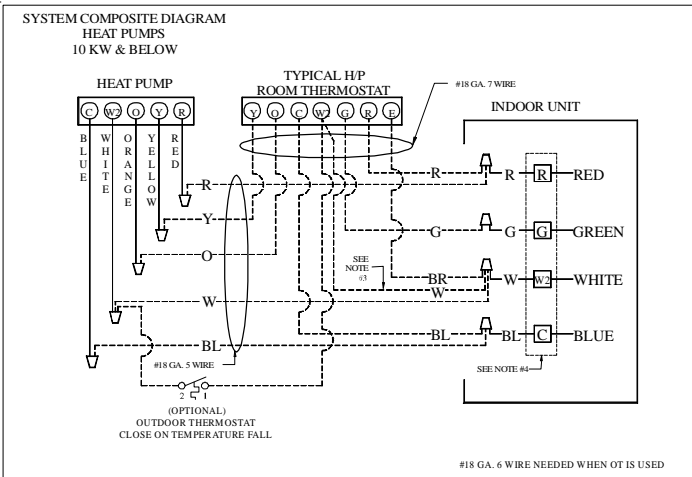 SYSTEM COMPOSITE DIAGRAM
HEAT PUMPS
10 KW & BELOW
HEAT PUMP
C W2 O Y R
BLUE
WHITE
ORANGE
YELLOW
RED
TYPICAL H/P
ROOM THERMOSTAT
Y O C W2 G R E
#18 GA. 7 WIRE
INDOOR UNIT
R
R R R RED
Y
G G G GREEN
O
SEE
NOTE
#3
BR
W W2 WHITE
W
W
BL
BL BL C BLUE
#18 GA. 5 WIRE
SEE NOTE #4
2 1
(OPTIONAL)
OUTDOOR THERMOSTAT
CLOSE ON TEMPERATURE FALL
#18 GA. 6 WIRE NEEDED WHEN OT IS USED